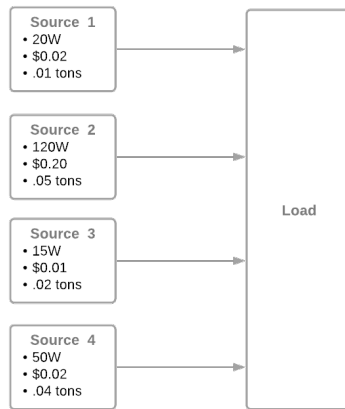 Source 1
• 20W
• $0.02
• .01 tons
Source 2
• 120W
• $0.20
• .05 tons
Source 3
• 15W
• $0.01
• .02 tons
Source 4
• 50W
• $0.02
• .04 tons
Load